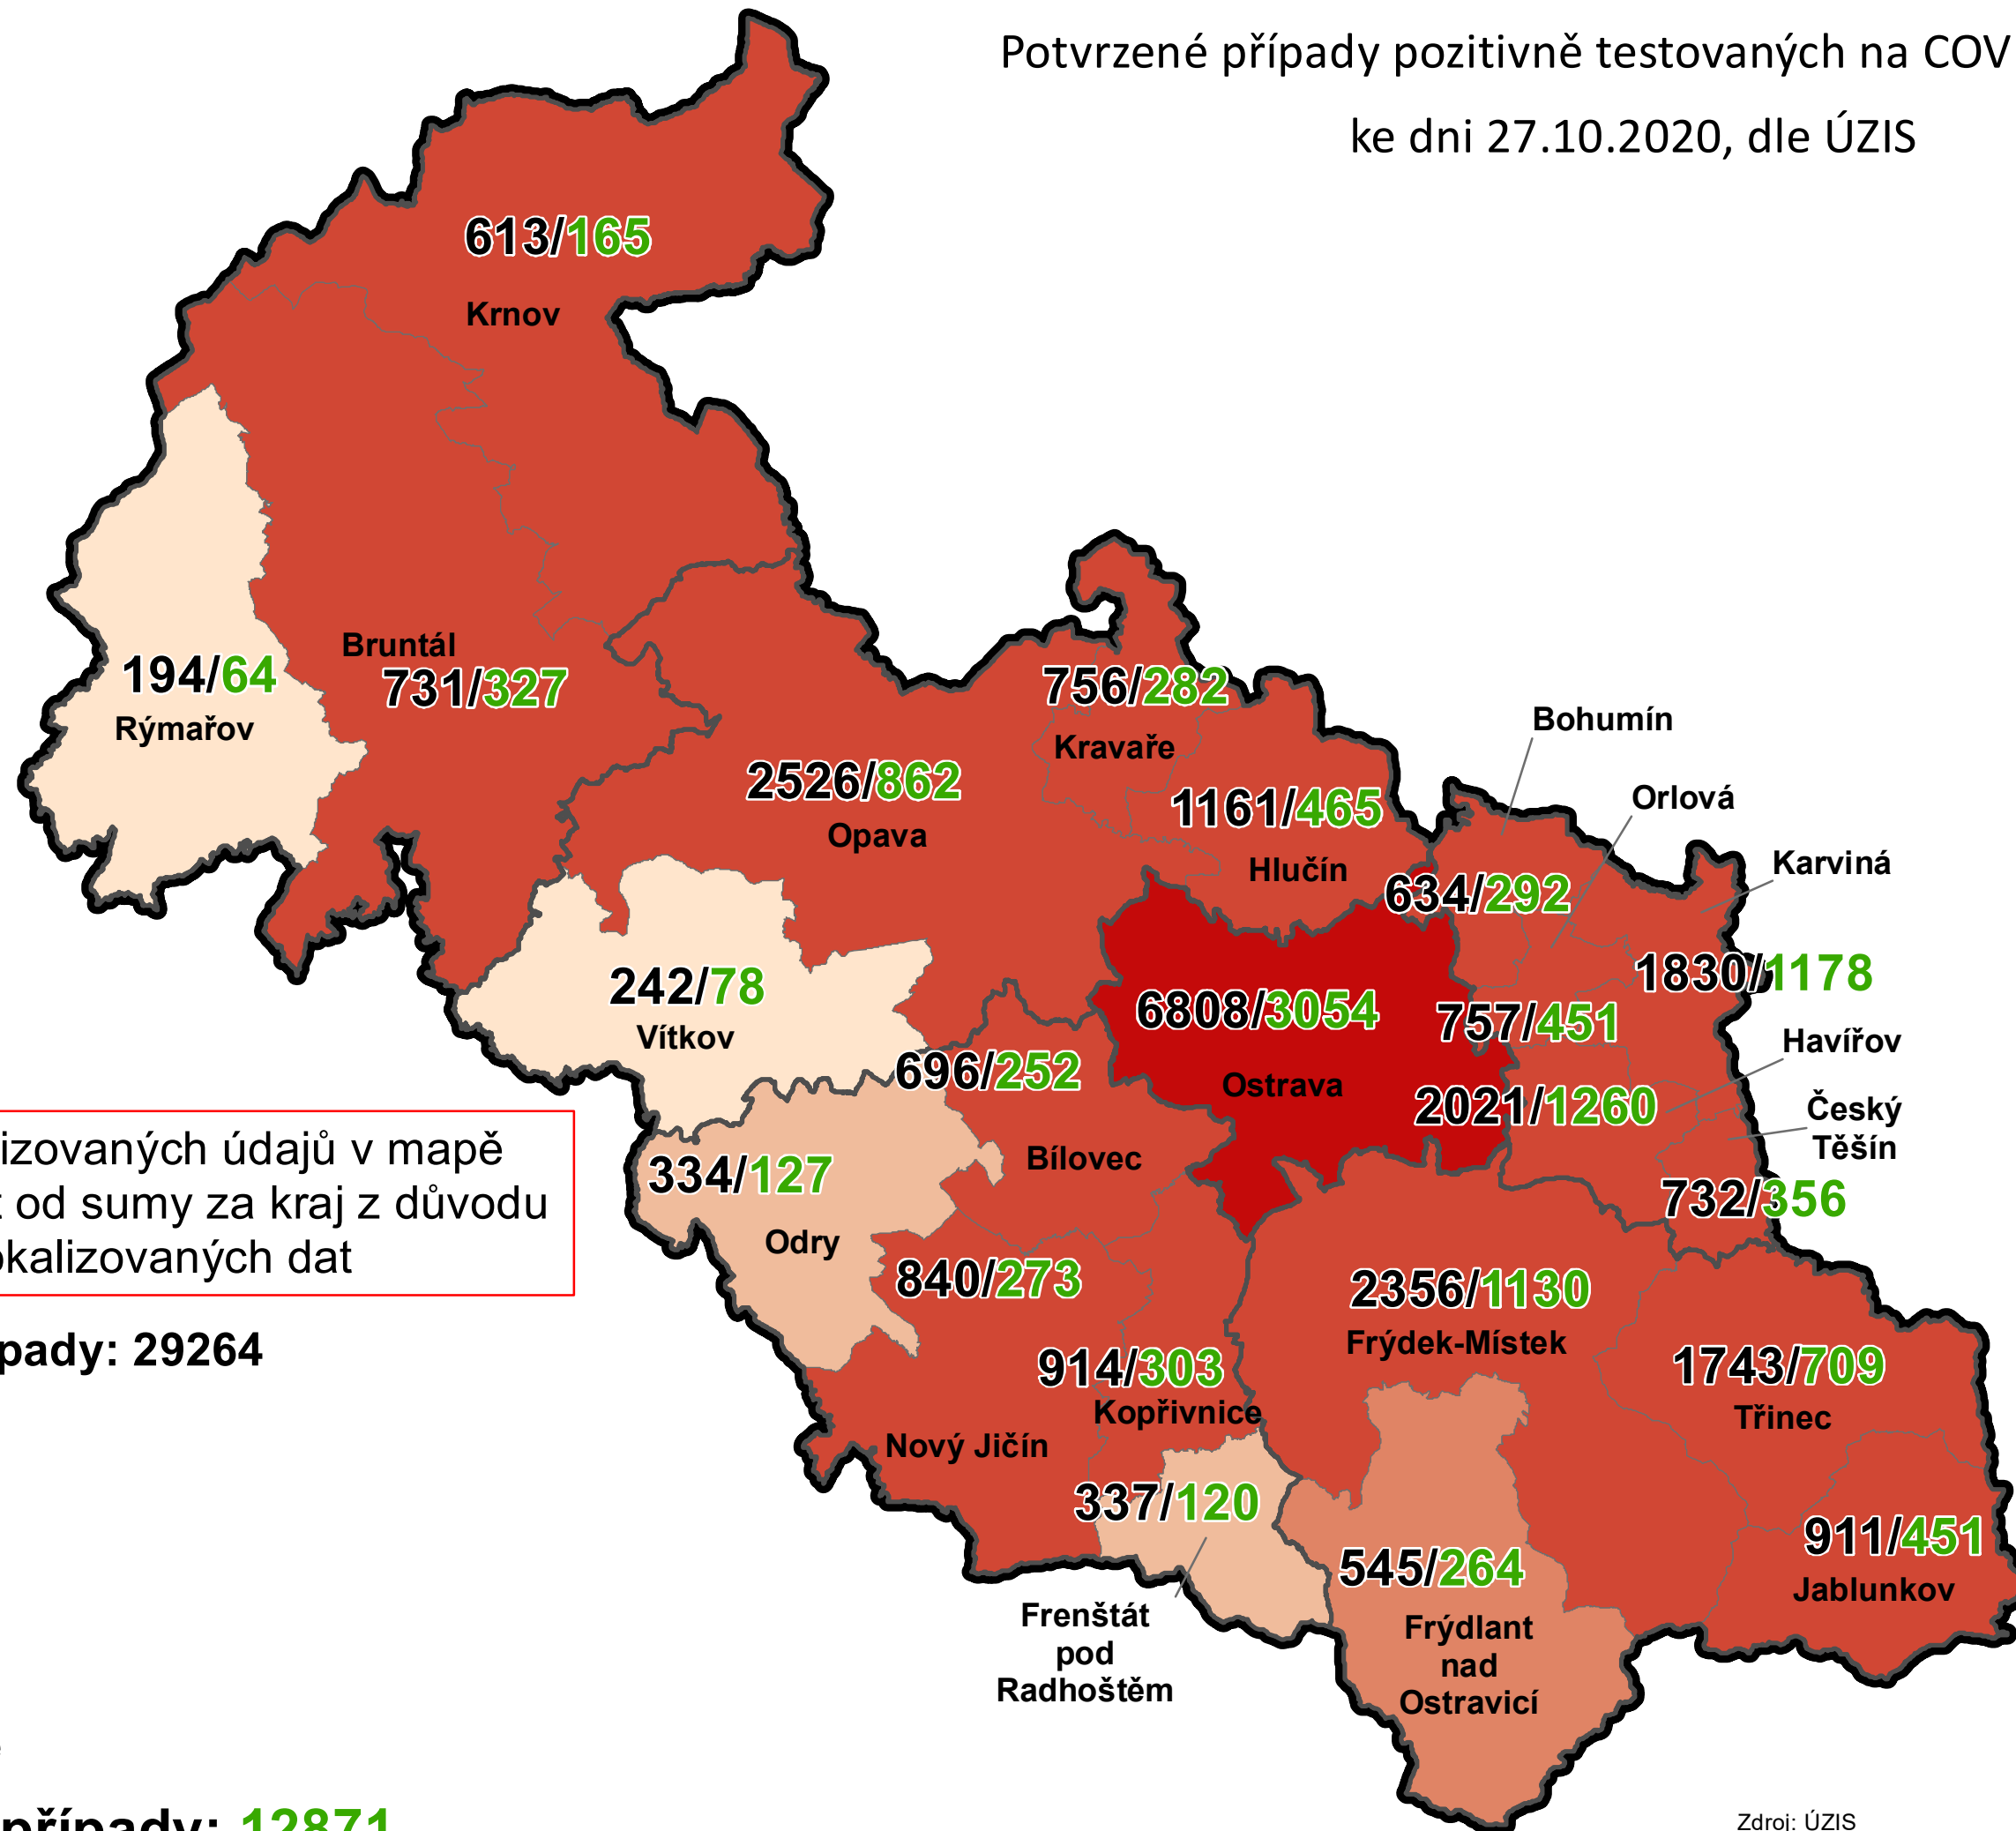 Potvrzené případy pozitivně testovaných na COV
ke dni 27.10.2020, dle ÚZIS
613/165
Krnov
Bruntál
731/327
194/64
Rýmařov
756/282
Kravaře
2526/862
Opava
1161/465
Hlučín
Bohumín
Orlová
Karviná
634/292
1830/1178
242/78
Vítkov
6808/3054
Ostrava
757/451
Havířov
696/252
Bílovec
2021/1260
Český
Těšín
732/356
334/127
Odry
izovaných údajů v mapě
od sumy za kraj z důvodu
okalizovaných dat
840/273
Nový Jičín
2356/1130
Frýdek-Místek
pady: 29264
914/303
Kopřivnice
1743/709
Třinec
337/120
Frenštát
pod
Radhoštěm
545/264
Frýdlant
nad
Ostravicí
911/451
Jablunkov
případy: 12871
Zdroj: ÚZIS